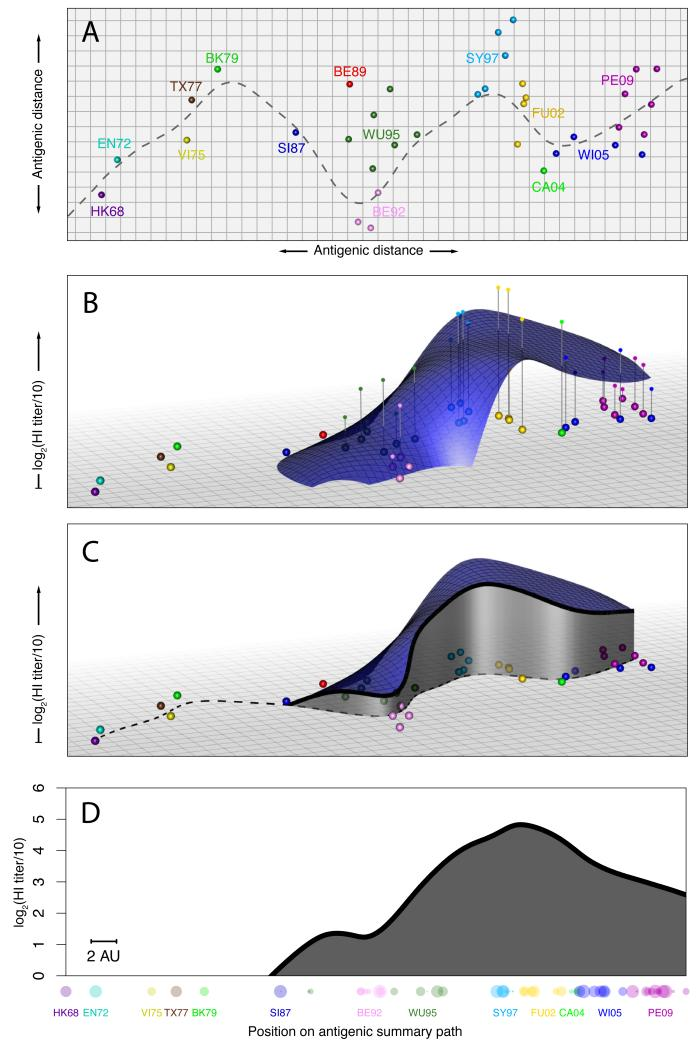 A
Antigenic distance
BK79
BE89
SY97
PE09
TX77
FU02
EN72
VI75
SI87
WU95
WI05
CA04
HK68
BE92
Antigenic distance
B
log2(HI titer/10)
C
log2(HI titer/10)
D
log2(HI titer/10)
6
5
4
3
2
1
0
2 AU
HK68 EN72 VI75 TX77 BK79 SI87 BE92 WU95 SY97 FU02 CA04 WI05 PE09
Position on antigenic summary path